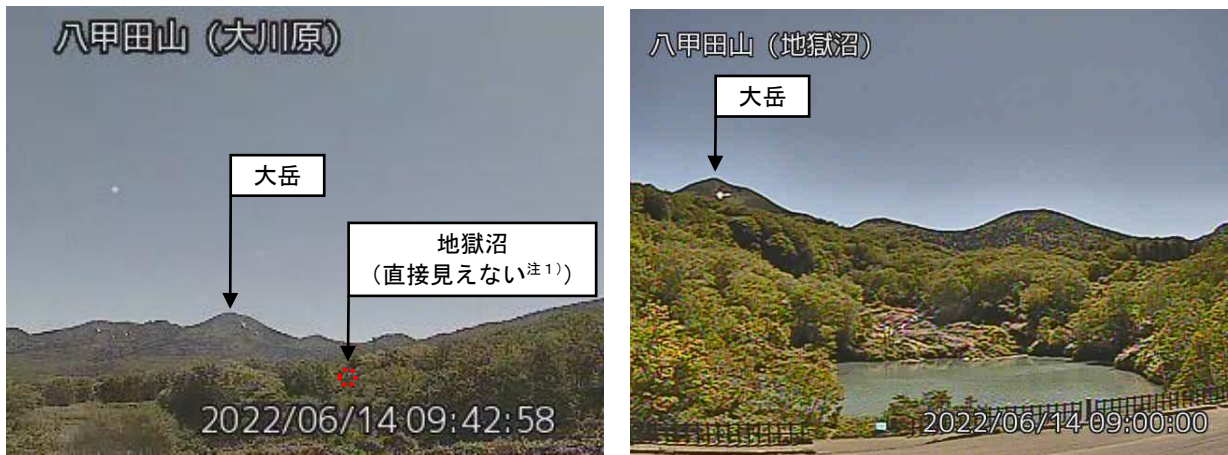 八甲田山（大川原）
大岳
地獄沼
（直接見えない注１））
2022/06/14 09:42:58
八甲田山（地獄沼）
大岳
2022/06/14 09:00:00